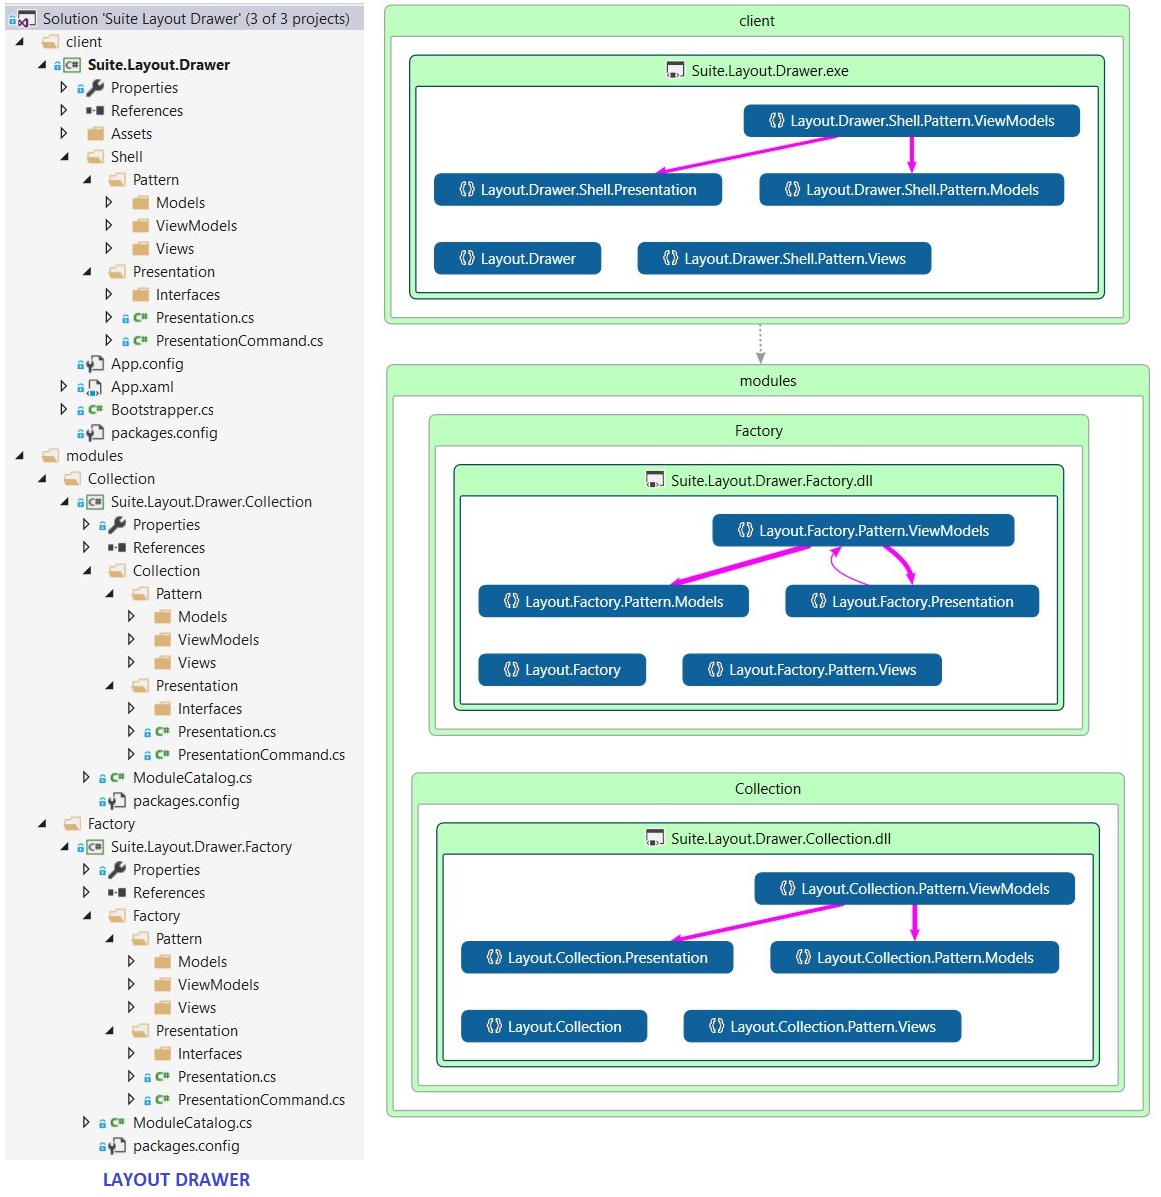 Solution 'Suite Layout Drawer' (3 of 3 projects)
client
Suite.Layout.Drawer
Properties
References
Assets
Shell
Pattern
Models
ViewModels
Views
Presentation
Interfaces
Presentation.cs
PresentationCommand.cs
App.config
App.xaml
Bootstrapper.cs
packages.config
modules
Collection
Suite.Layout.Drawer.Collection
Properties
References
Collection
Pattern
Models
ViewModels
Views
Presentation
Interfaces
Presentation.cs
PresentationCommand.cs
ModuleCatalog.cs
packages.config
Factory
Suite.Layout.Drawer.Factory
Properties
References
Factory
Pattern
Models
ViewModels
Views
Presentation
Interfaces
Presentation.cs
PresentationCommand.cs
ModuleCatalog.cs
packages.config
LAYOUT DRAWER
client
Suite.Layout.Drawer.exe
Layout.Drawer.Shell.Pattern.ViewModels
Layout.Drawer.Shell.Presentation
Layout.Drawer.Shell.Pattern.Models
Layout.Drawer
Layout.Drawer.Shell.Pattern.Views
modules
Factory
Suite.Layout.Drawer.Factory.dll
Layout.Factory.Pattern.ViewModels
Layout.Factory.Pattern.Models
Layout.Factory.Presentation
Layout.Factory
Layout.Factory.Pattern.Views
Collection
Suite.Layout.Drawer.Collection.dll
Layout.Collection.Pattern.ViewModels
Layout.Collection.Presentation
Layout.Collection.Pattern.Models
Layout.Collection
Layout.Collection.Pattern.Views